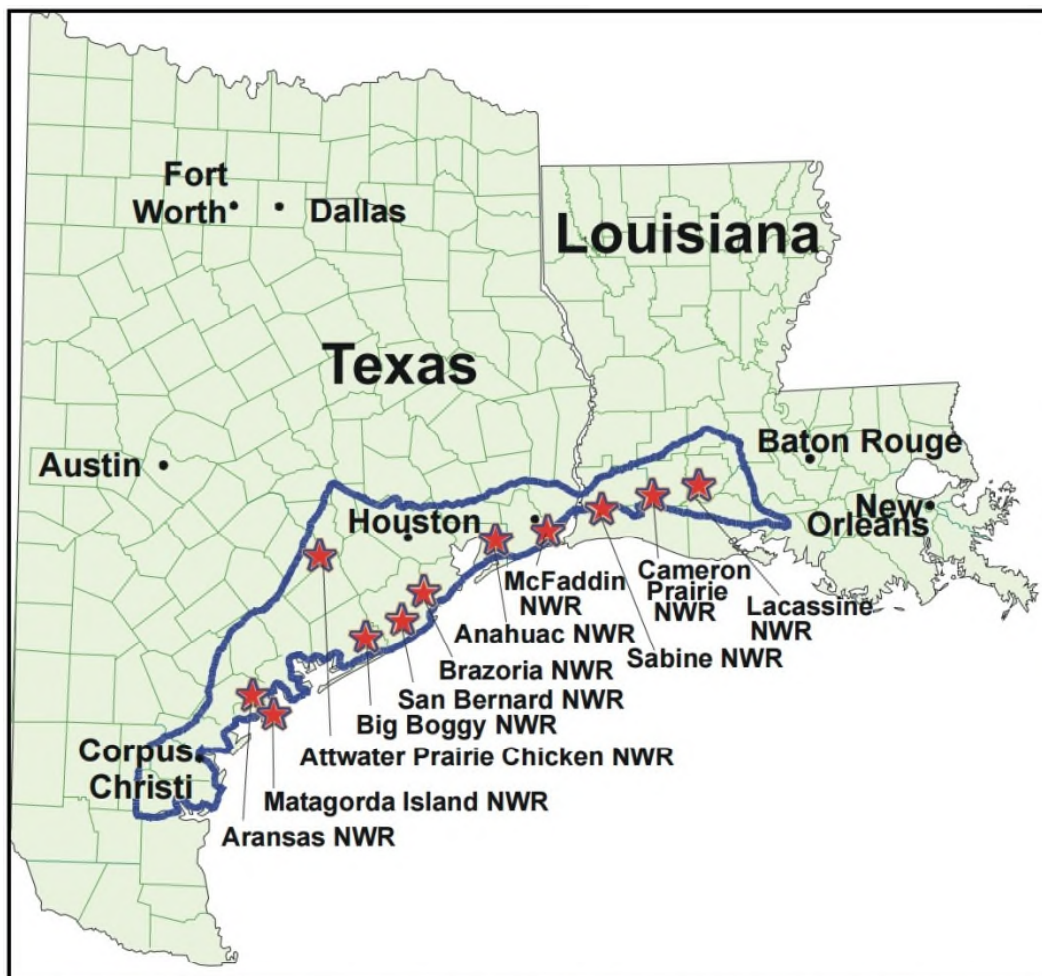 Fort
Worth
Dallas
Louisiana
Texas
Austin
Baton Rouge
New
Orleans
Houston
McFaddin
NWR
Cameron
Prairie
NWR
Lacassine
NWR
Anahuac NWR
Sabine NWR
Brazoria NWR
San Bernard NWR
Big Boggy NWR
Attwater Prairie Chicken NWR
Corpus
Christi
Matagorda Island NWR
Aransas NWR